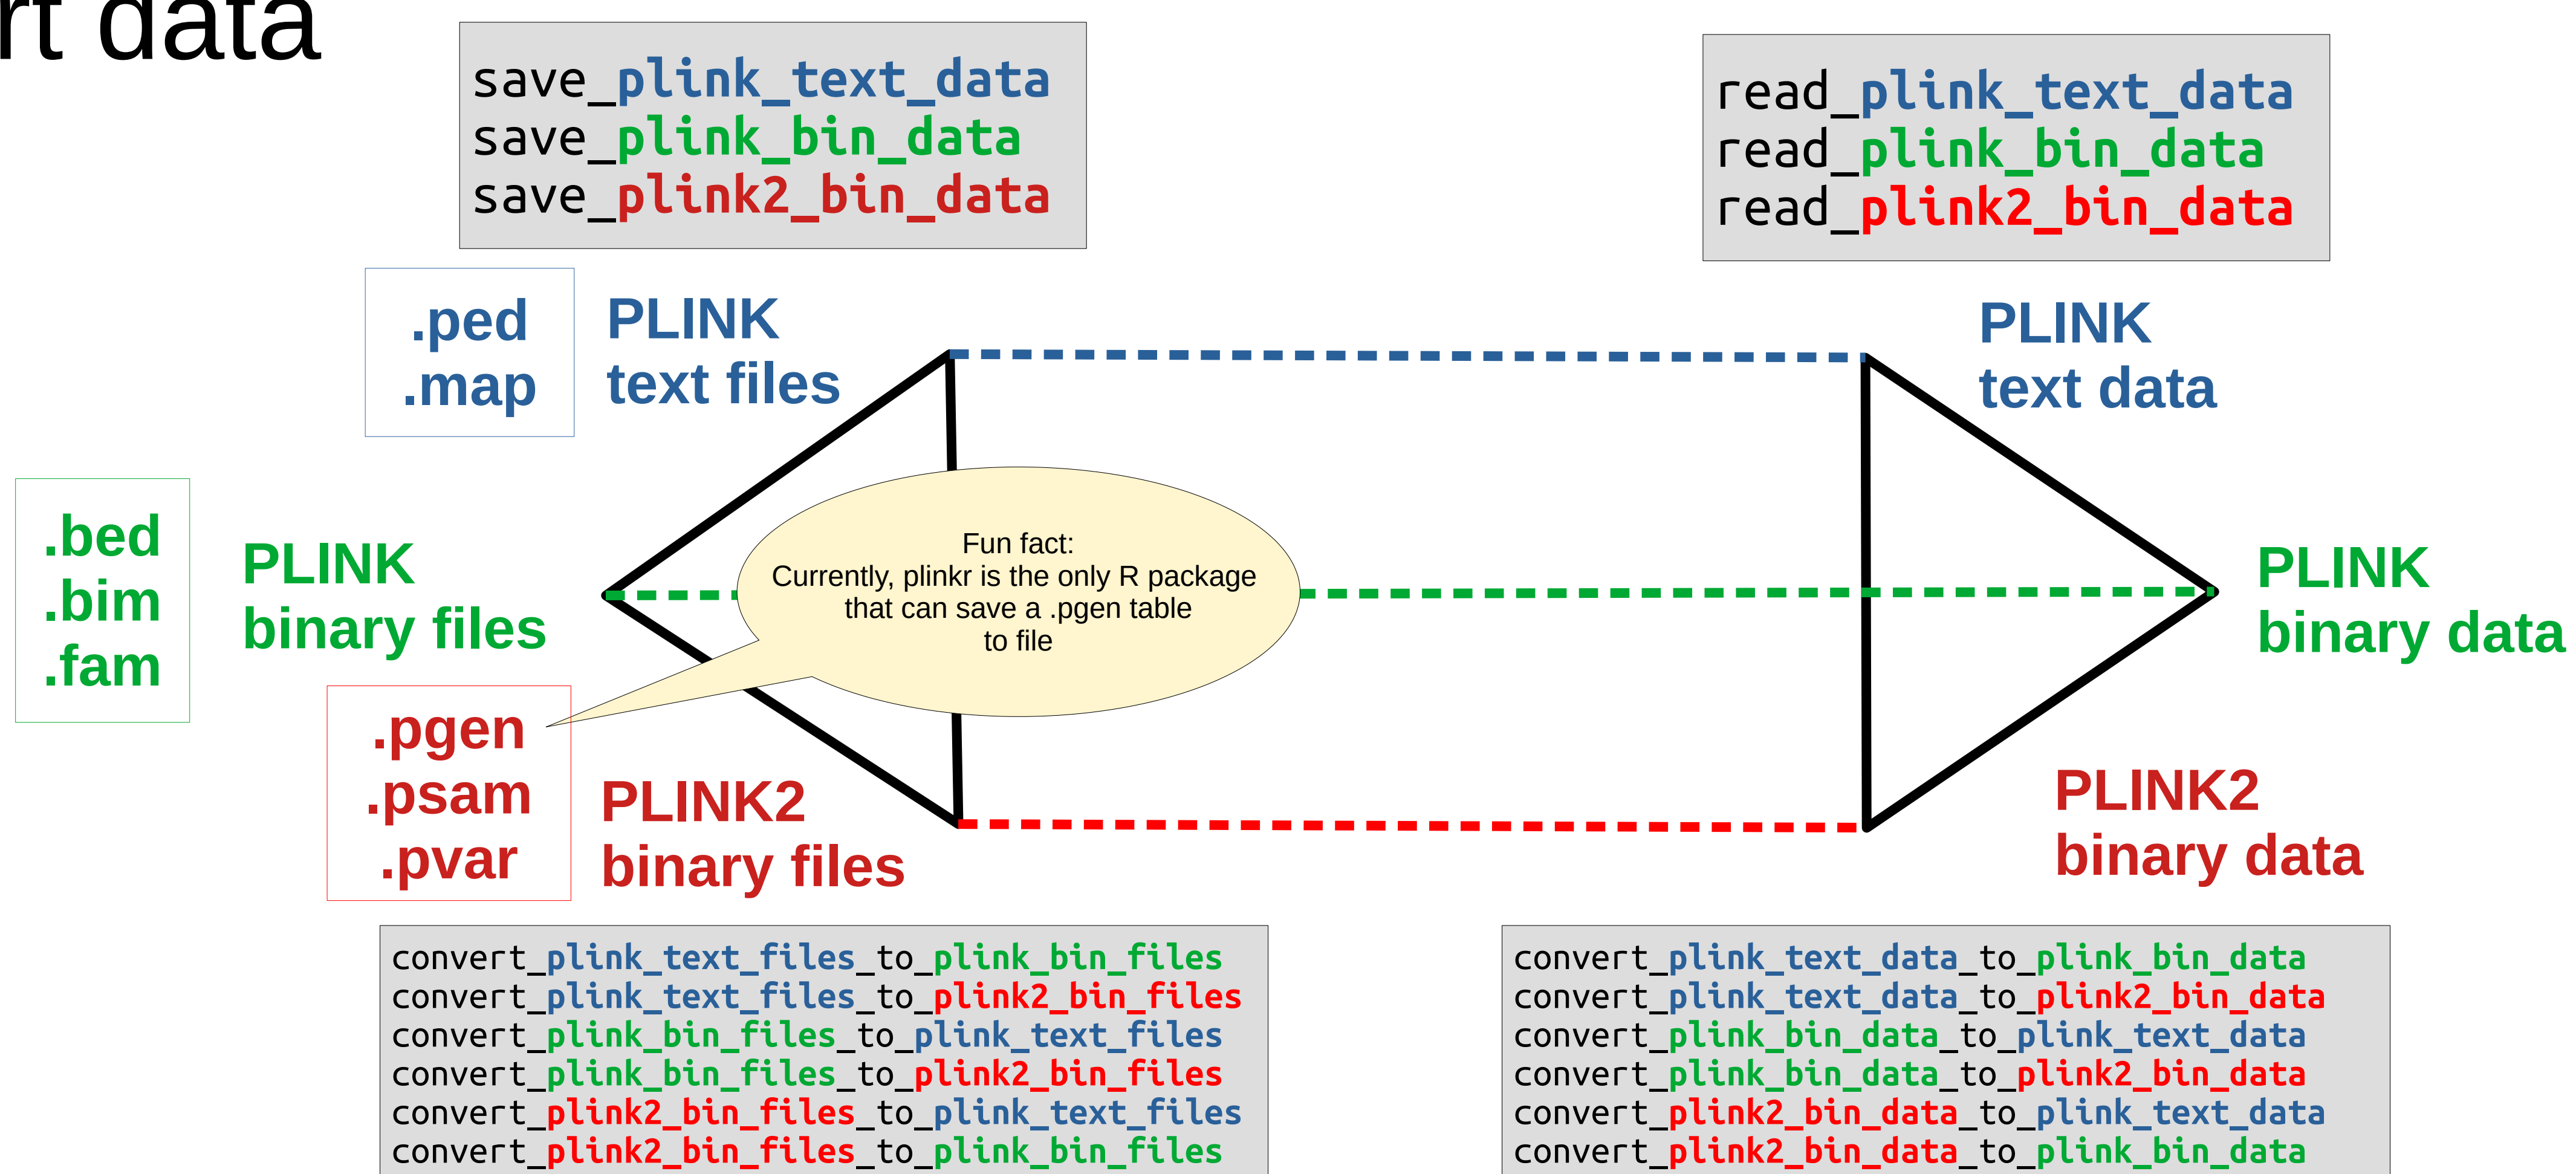 rt data
save_plink_text_data
save_plink_bin_data
save_plink2_bin_data
read_plink_text_data
read_plink_bin_data
read_plink2_bin_data
.ped
.map
PLINK
text files
PLINK
text data
.bed
.bim
.fam
PLINK
binary files
Fun fact:
Currently, plinkr is the only R package
that can save a .pgen table
to file
PLINK
binary data
.pgen
.psam
.pvar
PLINK2
binary files
PLINK2
binary data
convert_plink_text_files_to_plink_bin_files
convert_plink_text_files_to_plink2_bin_files
convert_plink_bin_files_to_plink_text_files
convert_plink_bin_files_to_plink2_bin_files
convert_plink2_bin_files_to_plink_text_files
convert_plink2_bin_files_to_plink_bin_files
convert_plink_text_data_to_plink_bin_data
convert_plink_text_data_to_plink2_bin_data
convert_plink_bin_data_to_plink_text_data
convert_plink_bin_data_to_plink2_bin_data
convert_plink2_bin_data_to_plink_text_data
convert_plink2_bin_data_to_plink_bin_data